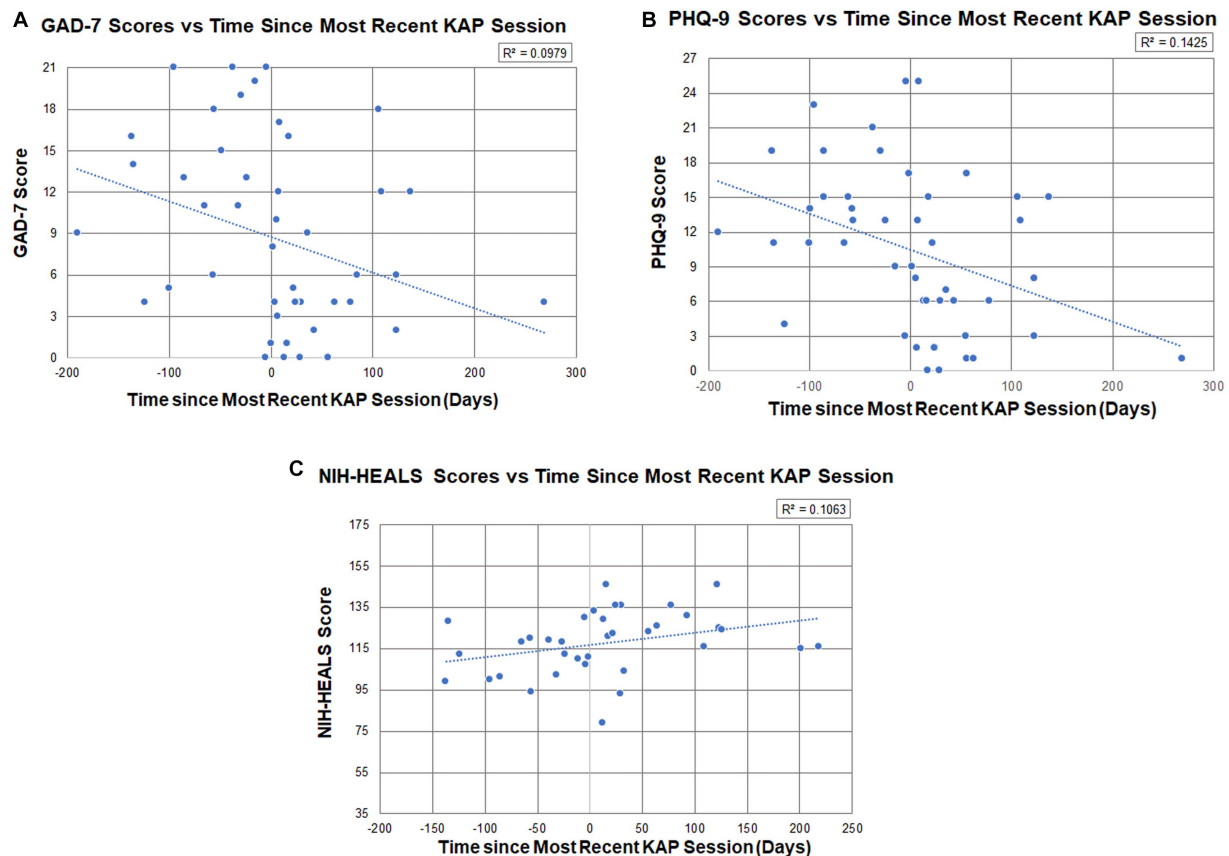 A
GAD-7 Scores vs Time Since Most Recent KAP Session
R² = 0.0979
GAD-7 Score
21
18
15
12
9
6
3
0
-200 -100 0 100 200 300
Time since Most Recent KAP Session (Days)
B
PHQ-9 Scores vs Time Since Most Recent KAP Session
R² = 0.1425
PHQ-9 Score
27
24
21
18
15
12
9
6
3
0
-200 -100 0 100 200 300
Time since Most Recent KAP Session (Days)
C
NIH-HEALS Scores vs Time Since Most Recent KAP Session
R² = 0.1063
NIH-HEALS Score
175
155
135
115
95
75
55
35
-200 -150 -100 -50 0 50 100 150 200 250
Time since Most Recent KAP Session (Days)